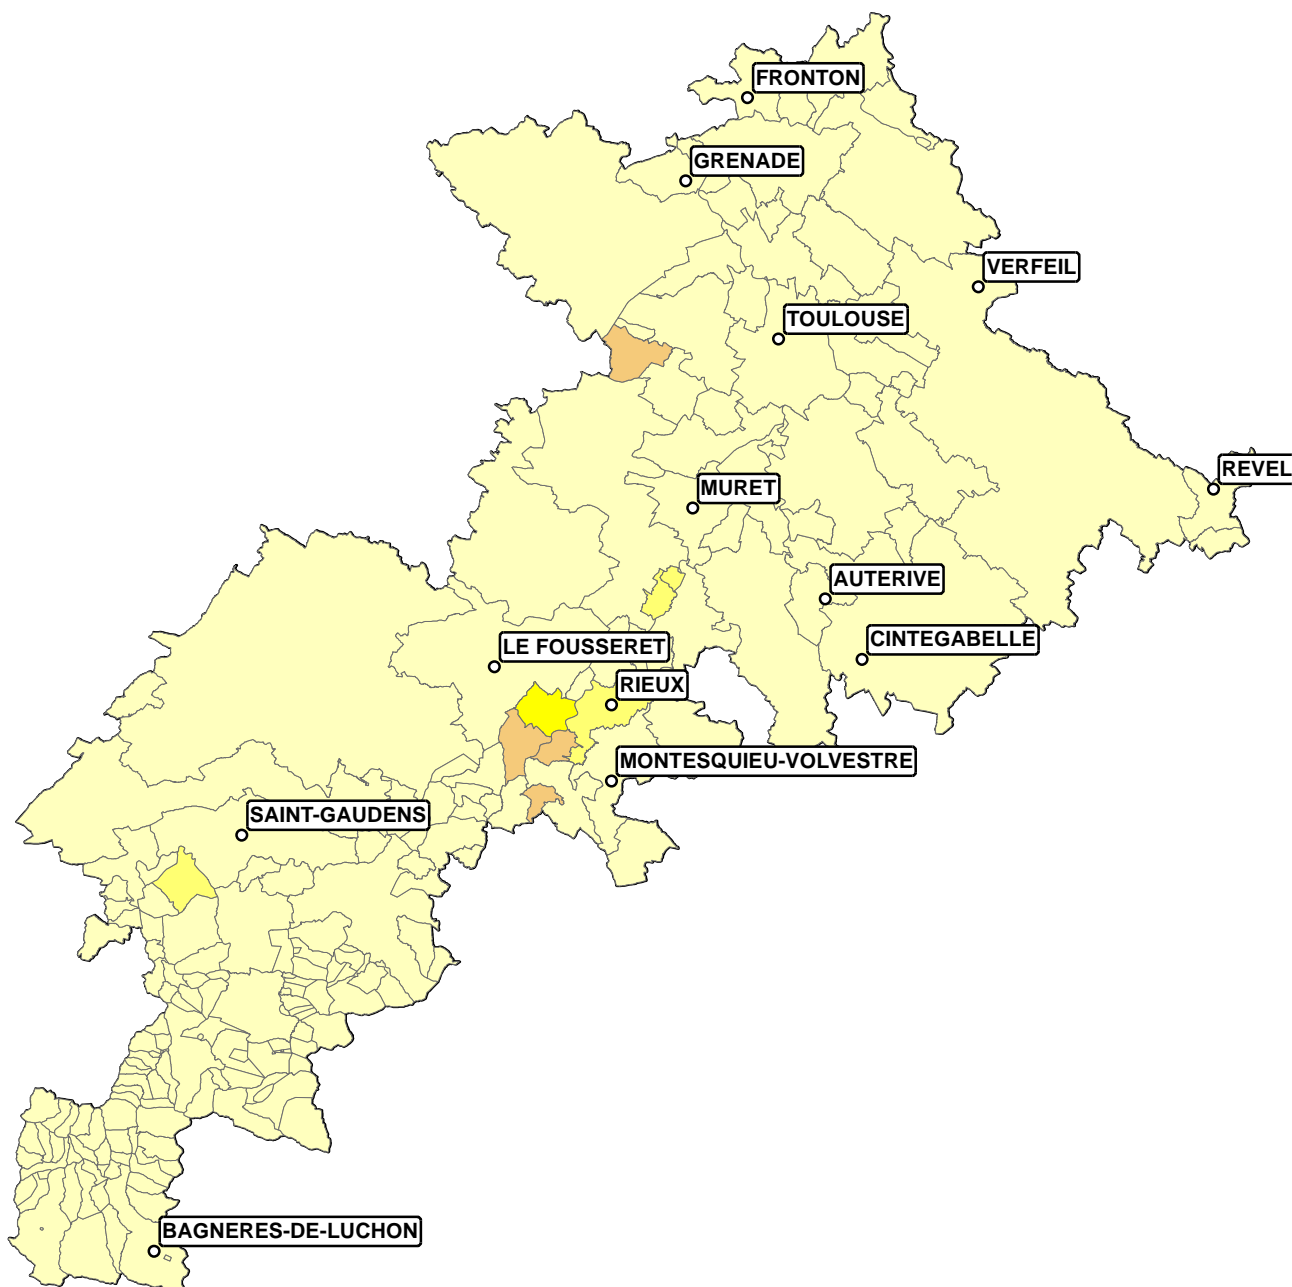 FRONTON
GRENADE
VERFEIL
TOULOUSE
REVEL
MURET
AUTERIVE
CINTEGABELLE
LE FOUSSERET
RIEUX
MONTESQUIEU-VOLVESTRE
SAINT-GAUDENS
BAGNERES-DE-LUCHON